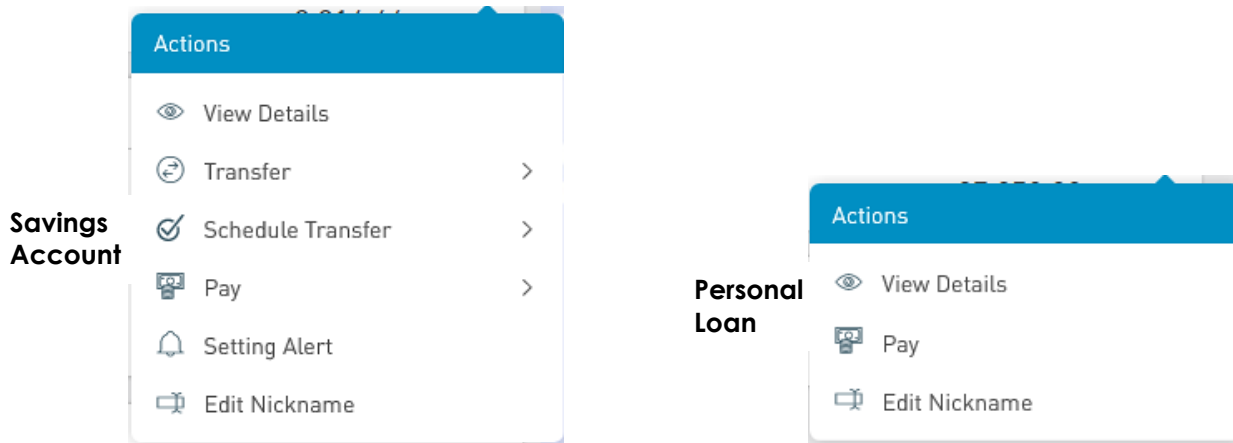 Actions
View Details
Transfer
Schedule Transfer
Pay
Setting Alert
Edit Nickname
Savings
Account
Actions
View Details
Pay
Edit Nickname
Personal
Loan